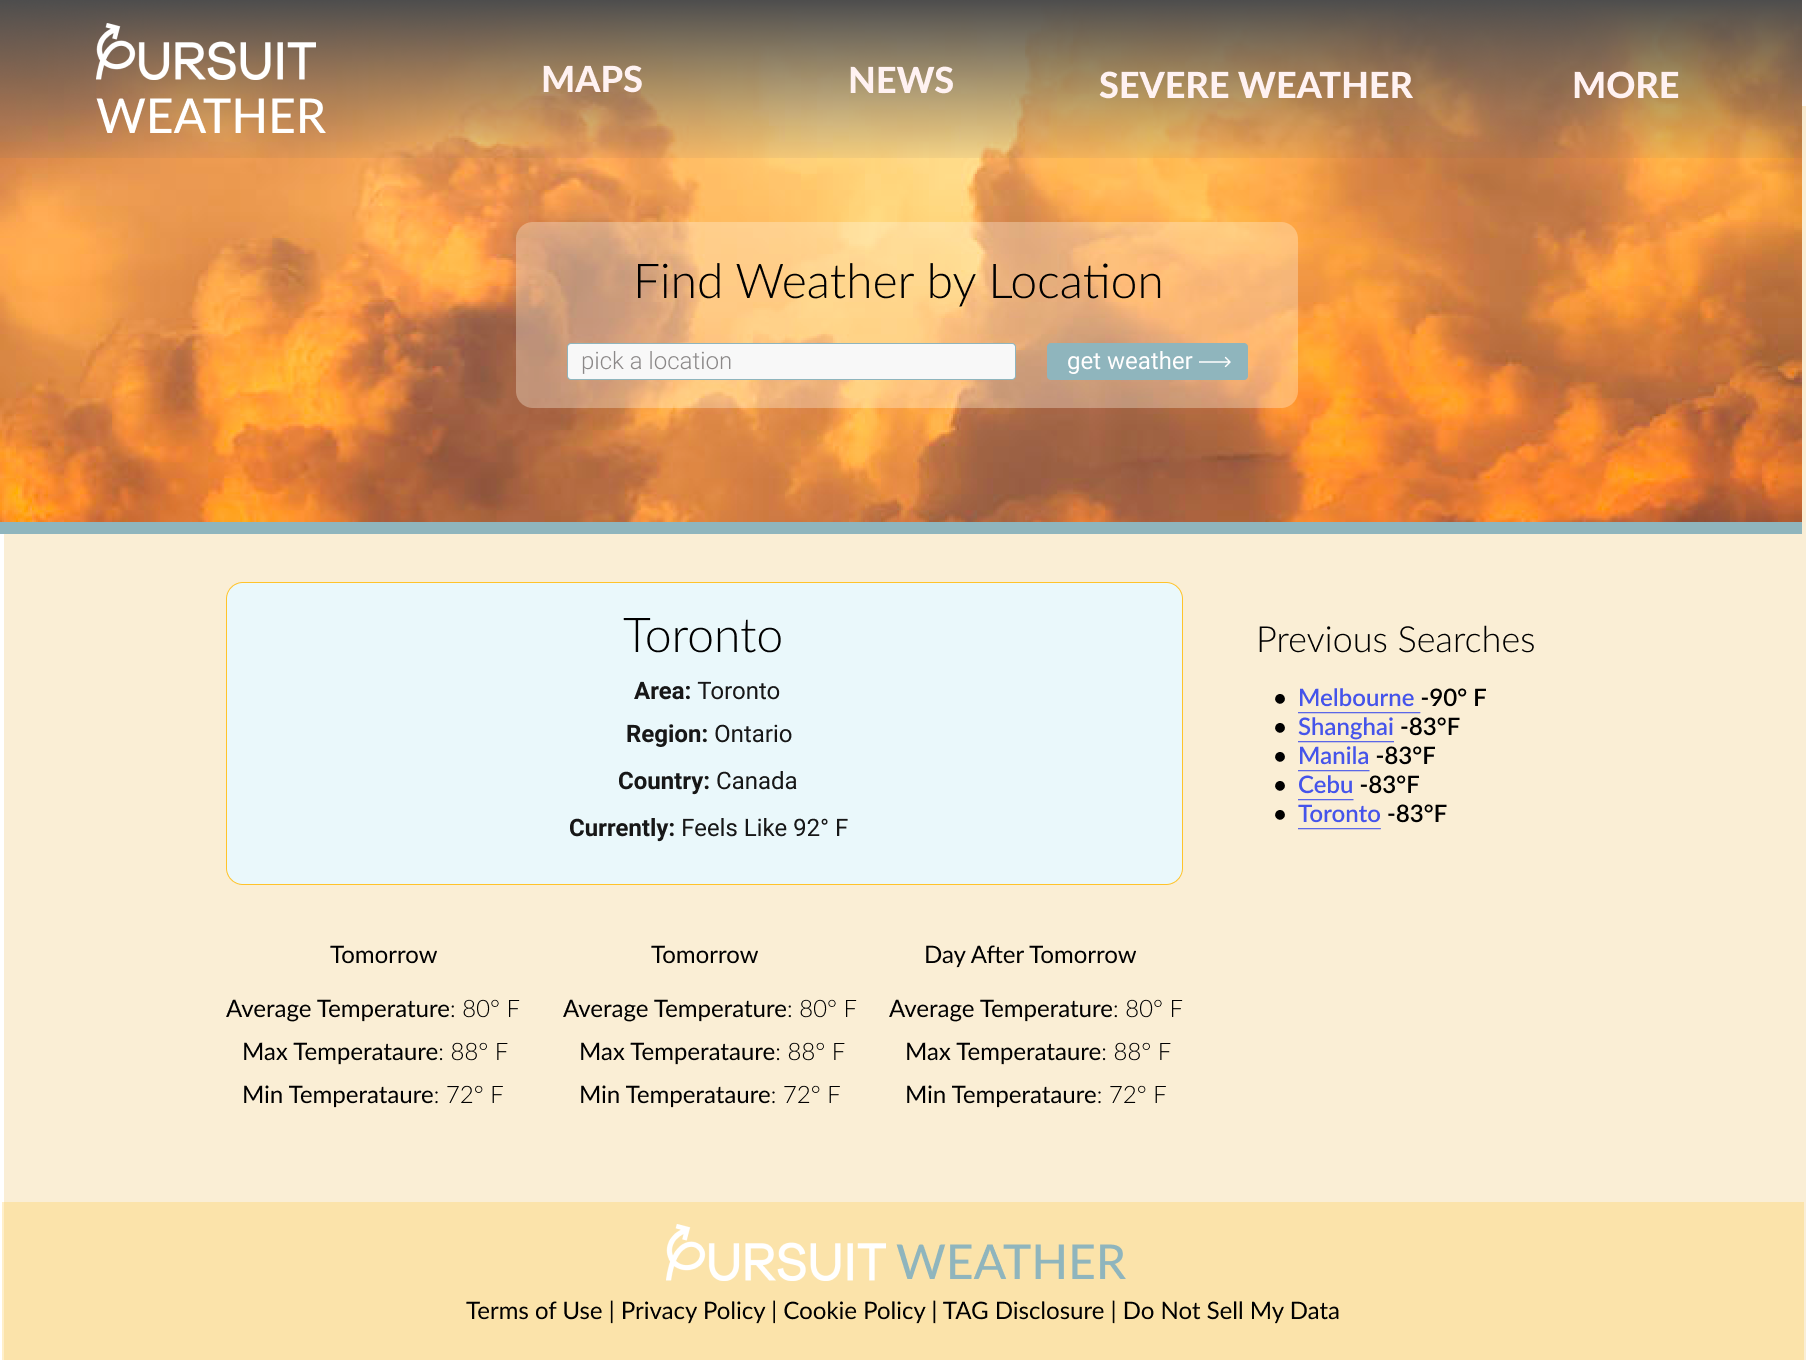 PURSUIT
WEATHER
MAPS
NEWS
SEVERE WEATHER
MORE
Find Weather by Location
pick a location
get weather ⟶
Toronto
Area: Toronto
Region: Ontario
Country: Canada
Currently: Feels Like 92° F
Previous Searches
• Melbourne -90° F
• Shanghai -83°F
• Manila -83°F
• Cebu -83°F
• Toronto -83°F
Tomorrow
Average Temperature: 80° F
Max Temperataure: 88° F
Min Temperataure: 72° F
Tomorrow
Average Temperature: 80° F
Max Temperataure: 88° F
Min Temperataure: 72° F
Day After Tomorrow
Average Temperature: 80° F
Max Temperataure: 88° F
Min Temperataure: 72° F
PURSUIT WEATHER
Terms of Use | Privacy Policy | Cookie Policy | TAG Disclosure | Do Not Sell My Data